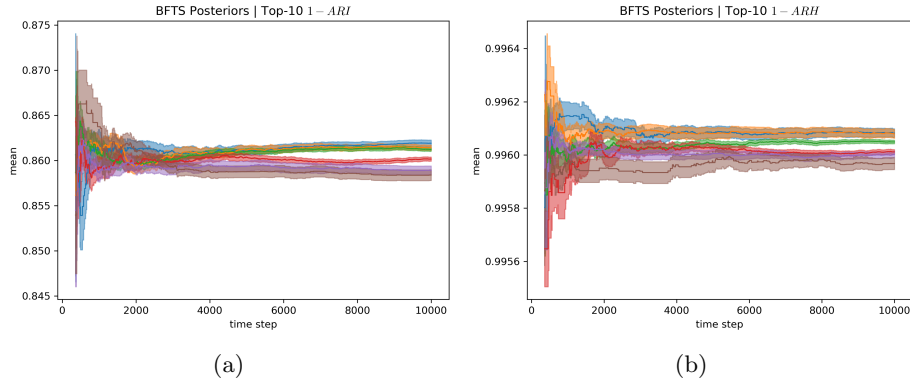 BFTS Posteriors | Top-10 1 − ARI
0.875
0.870
0.865
0.860
0.855
0.850
0.845
mean
0 2000 4000 6000 8000 10000
time step
(a)
BFTS Posteriors | Top-10 1 − ARH
0.9964
0.9962
0.9960
0.9958
0.9956
mean
0 2000 4000 6000 8000 10000
time step
(b)